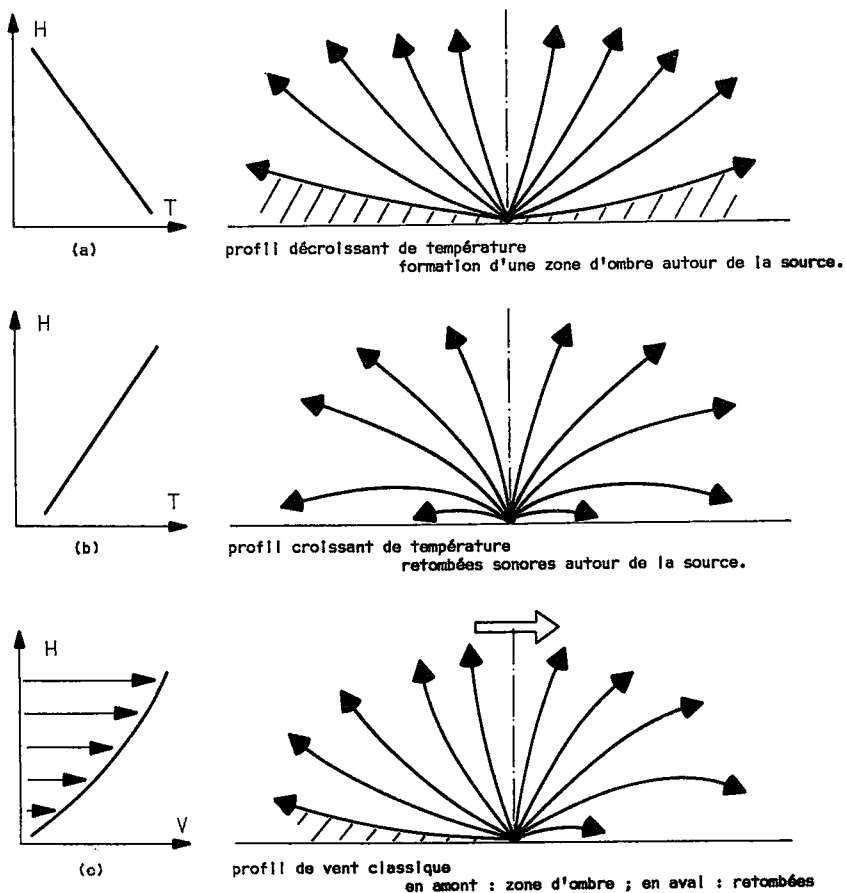 H
T
(a)
profil décroissant de température
formation d'une zone d'ombre autour de la source.
H
T
(b)
profil croissant de température
retombées sonores autour de la source.
H
V
(c)
profil de vent classique
en amont : zone d'ombre ; en aval : retombées